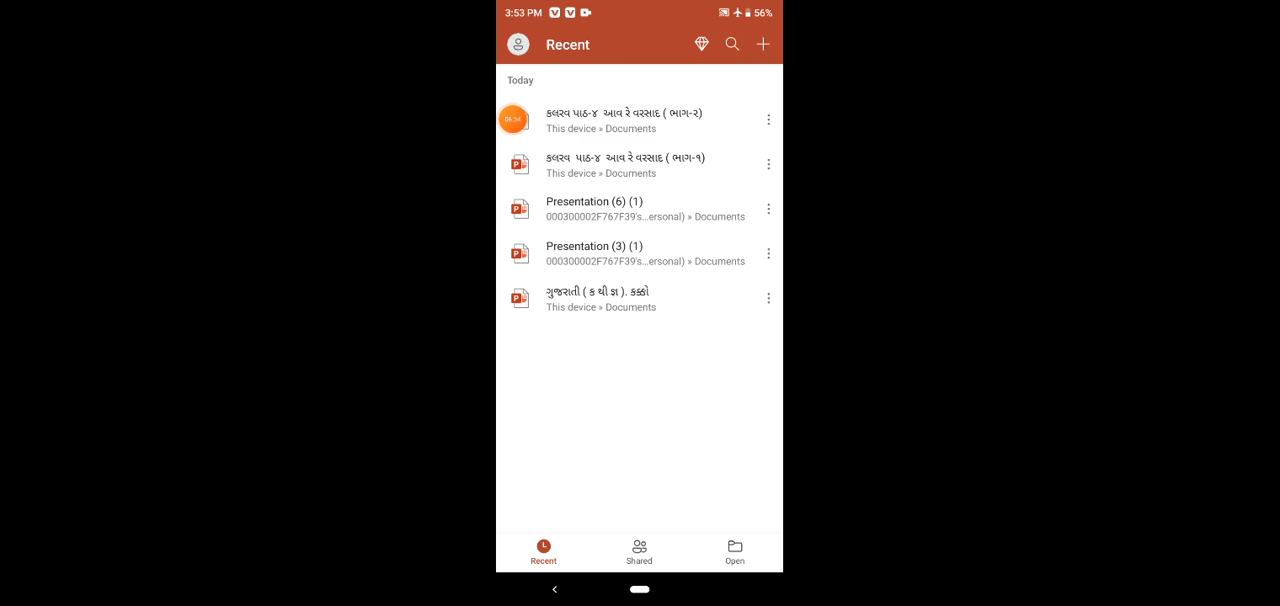 3:53 PM 56%
Recent
Today
કલરવ પાઠ-૪ આવ રે વરસાદ ( ભાગ-૨)
This device » Documents
કલરવ પાઠ-૪ આવ રે વરસાદ ( ભાગ-૧)
This device » Documents
Presentation (6) (1)
000300002F767F39's...ersonal) » Documents
Presentation (3) (1)
000300002F767F39's...ersonal) » Documents
ગુજરાતી ( ક થી જ્ઞ ). કક્કો
This device » Documents
Recent Shared Open